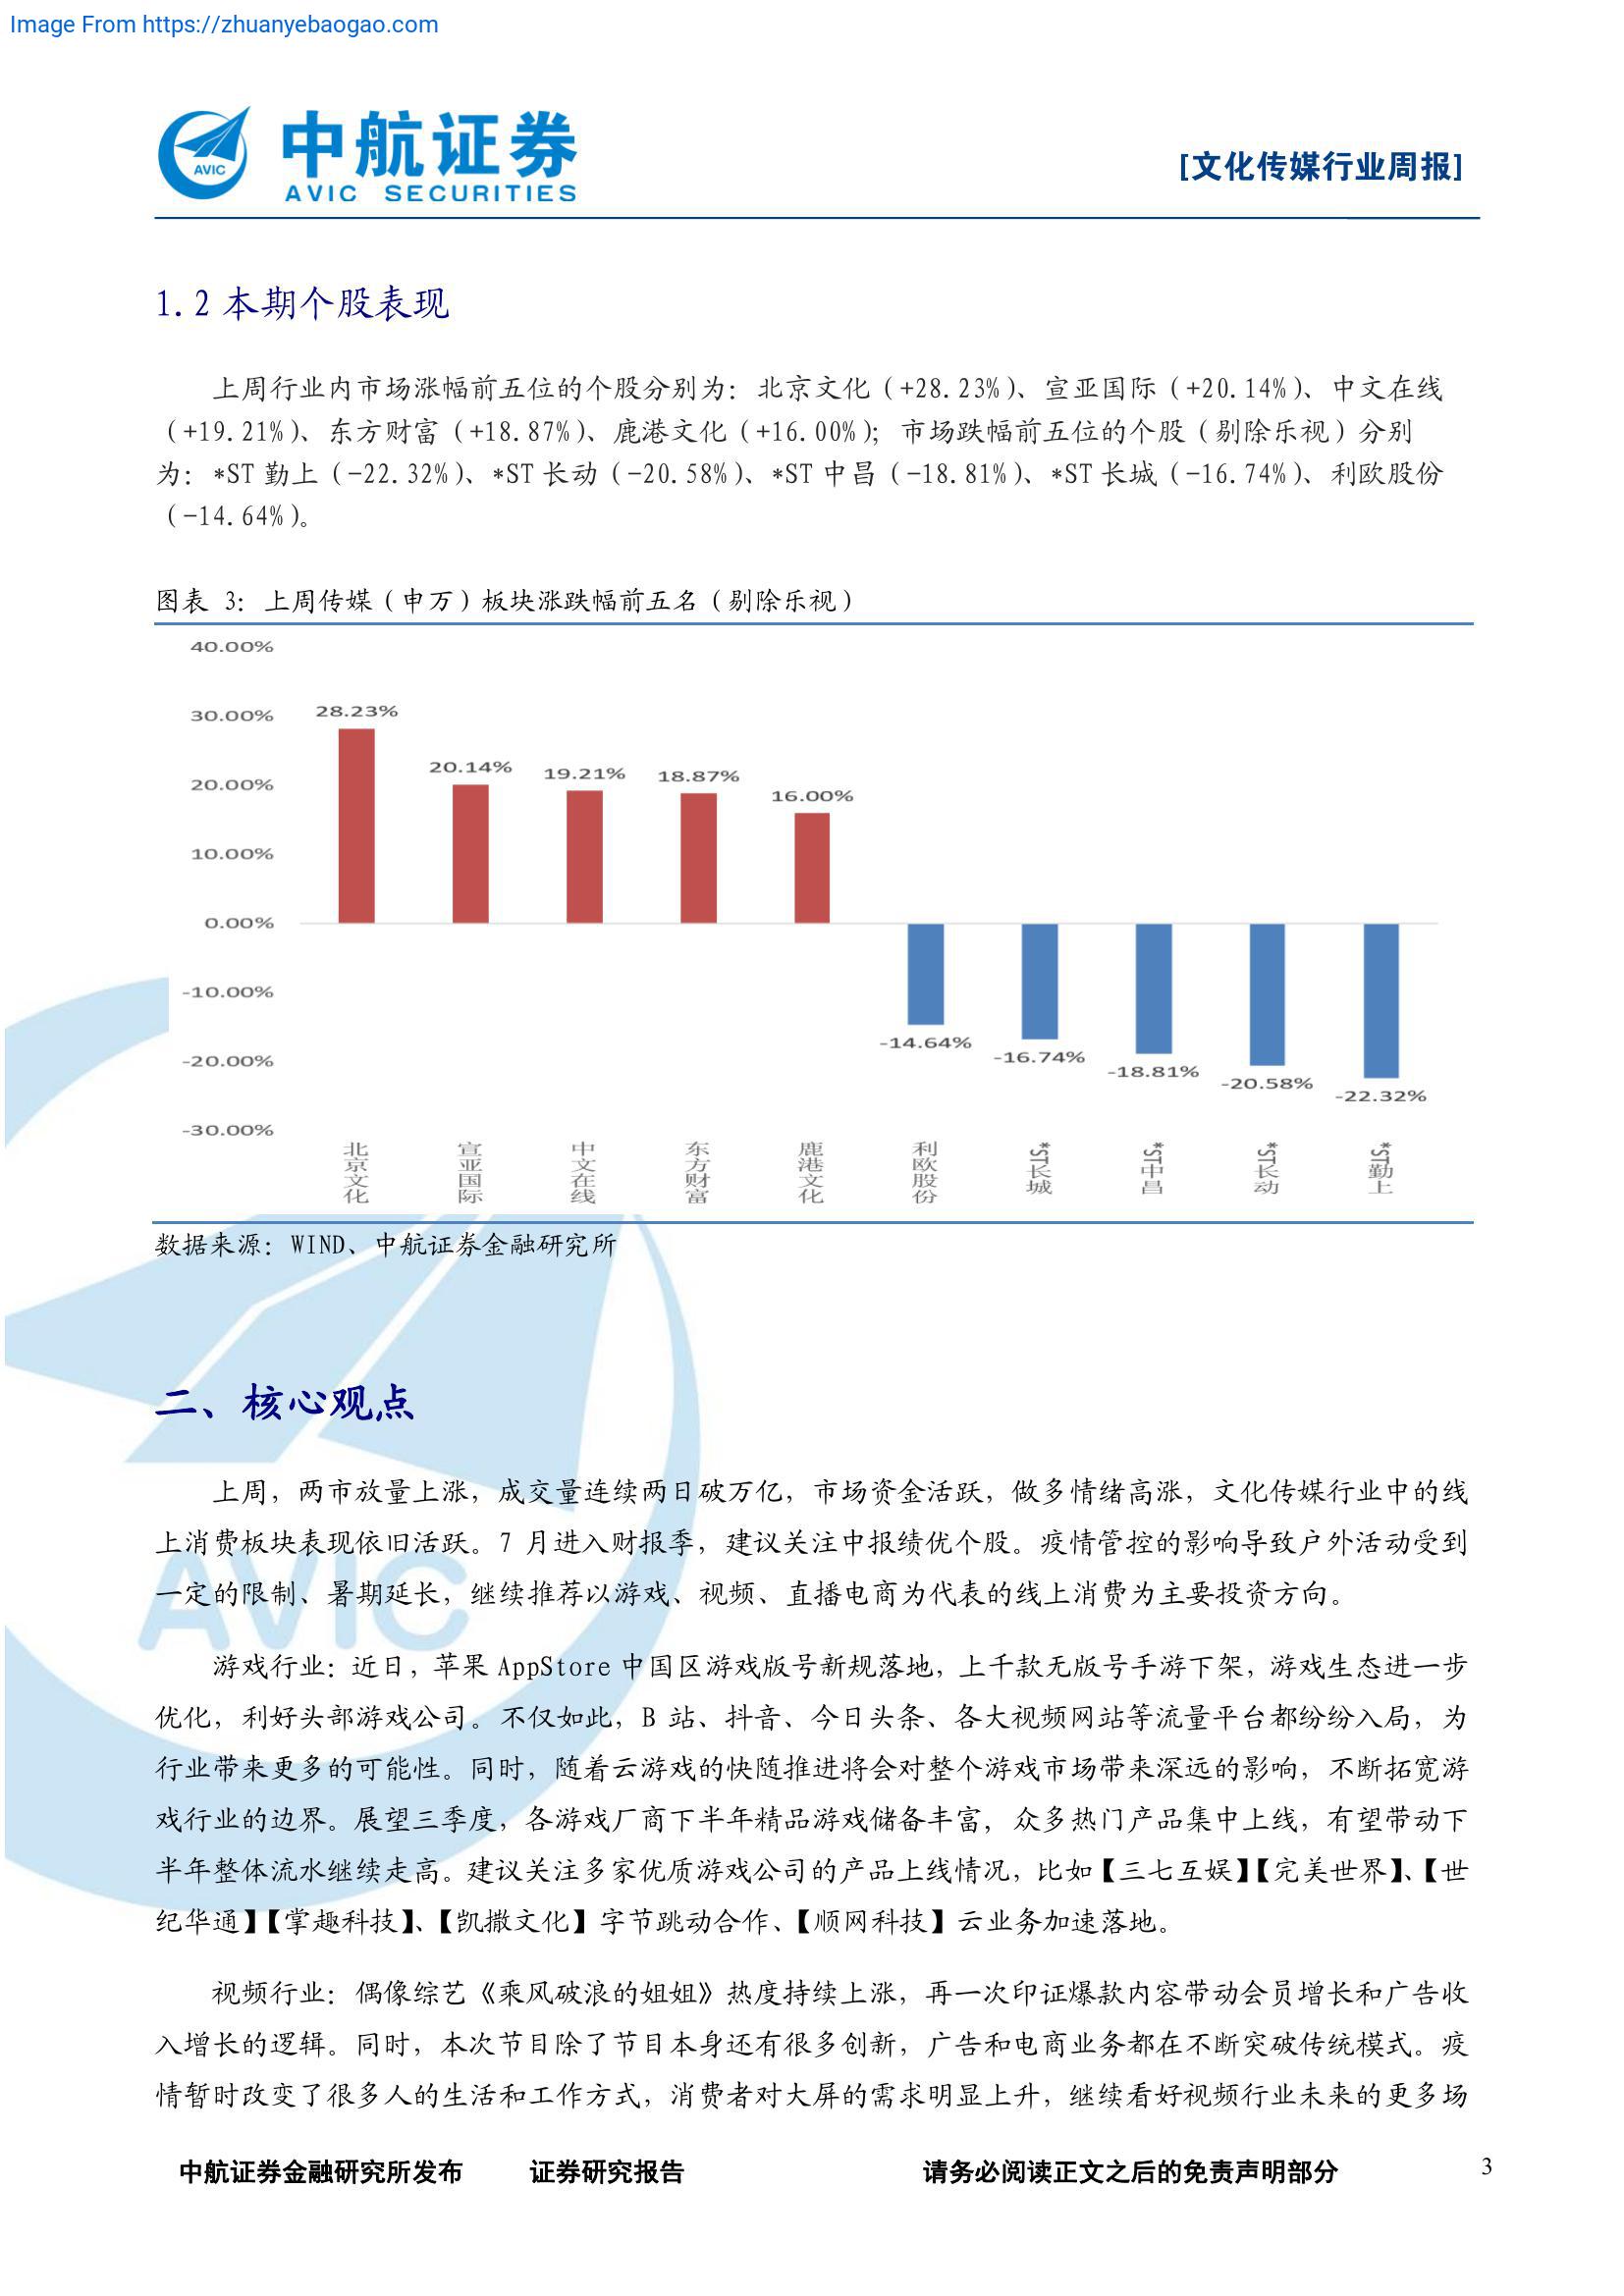 Image From https://zhuanyebaogao.com
中航证券
AVIC SECURITIES
AVIC
[文化传媒行业周报]
1.2 本期个股表现
上周行业内市场涨幅前五位的个股分别为：北京文化（+28.23%）、宣亚国际（+20.14%）、中文在线
（+19.21%）、东方财富（+18.87%）、鹿港文化（+16.00%）；市场跌幅前五位的个股（剔除乐视）分别
为：*ST 勤上（-22.32%）、*ST 长动（-20.58%）、*ST 中昌（-18.81%）、*ST 长城（-16.74%）、利欧股份
（-14.64%）。
图表 3：上周传媒（申万）板块涨跌幅前五名（剔除乐视）
40.00%
30.00%
20.00%
10.00%
0.00%
-10.00%
-20.00%
-30.00%
28.23%
20.14%
19.21%
18.87%
16.00%
-14.64%
-16.74%
-18.81%
-20.58%
-22.32%
北京文化
宣亚国际
中文在线
东方财富
鹿港文化
利欧股份
*ST长城
*ST中昌
*ST长动
*ST勤上
数据来源：WIND、中航证券金融研究所
二、核心观点
上周，两市放量上涨，成交量连续两日破万亿，市场资金活跃，做多情绪高涨，文化传媒行业中的线
上消费板块表现依旧活跃。7 月进入财报季，建议关注中报绩优个股。疫情管控的影响导致户外活动受到
一定的限制、暑期延长，继续推荐以游戏、视频、直播电商为代表的线上消费为主要投资方向。
AVIC
游戏行业：近日，苹果 AppStore 中国区游戏版号新规落地，上千款无版号手游下架，游戏生态进一步
优化，利好头部游戏公司。不仅如此，B 站、抖音、今日头条、各大视频网站等流量平台都纷纷入局，为
行业带来更多的可能性。同时，随着云游戏的快随推进将会对整个游戏市场带来深远的影响，不断拓宽游
戏行业的边界。展望三季度，各游戏厂商下半年精品游戏储备丰富，众多热门产品集中上线，有望带动下
半年整体流水继续走高。建议关注多家优质游戏公司的产品上线情况，比如【三七互娱】【完美世界】、【世
纪华通】【掌趣科技】、【凯撒文化】字节跳动合作、【顺网科技】云业务加速落地。
视频行业：偶像综艺《乘风破浪的姐姐》热度持续上涨，再一次印证爆款内容带动会员增长和广告收
入增长的逻辑。同时，本次节目除了节目本身还有很多创新，广告和电商业务都在不断突破传统模式。疫
情暂时改变了很多人的生活和工作方式，消费者对大屏的需求明显上升，继续看好视频行业未来的更多场
中航证券金融研究所发布 证券研究报告 请务必阅读正文之后的免责声明部分 3